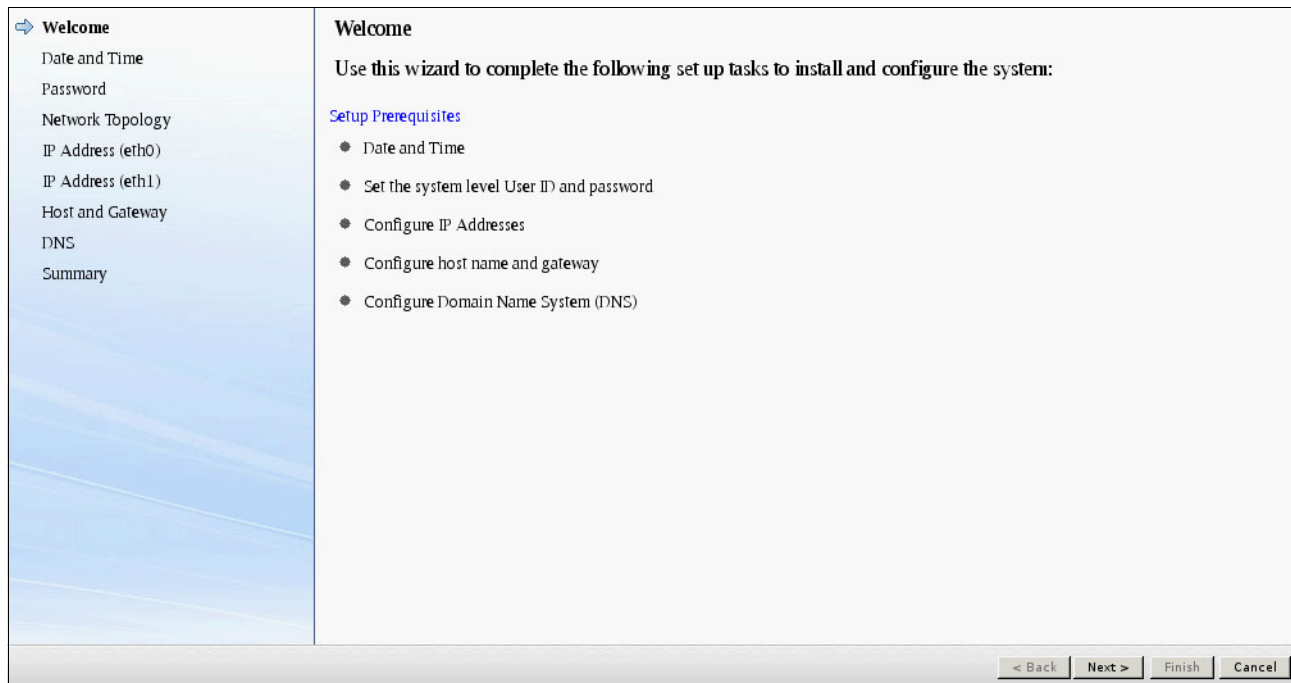 Welcome
Date and Time
Password
Network Topology
IP Address (eth0)
IP Address (eth1)
Host and Gateway
DNS
Summary
Welcome
Use this wizard to complete the following set up tasks to install and configure the system:
Setup Prerequisites
Date and Time
Set the system level User ID and password
Configure IP Addresses
Configure host name and gateway
Configure Domain Name System (DNS)
< Back Next > Finish Cancel